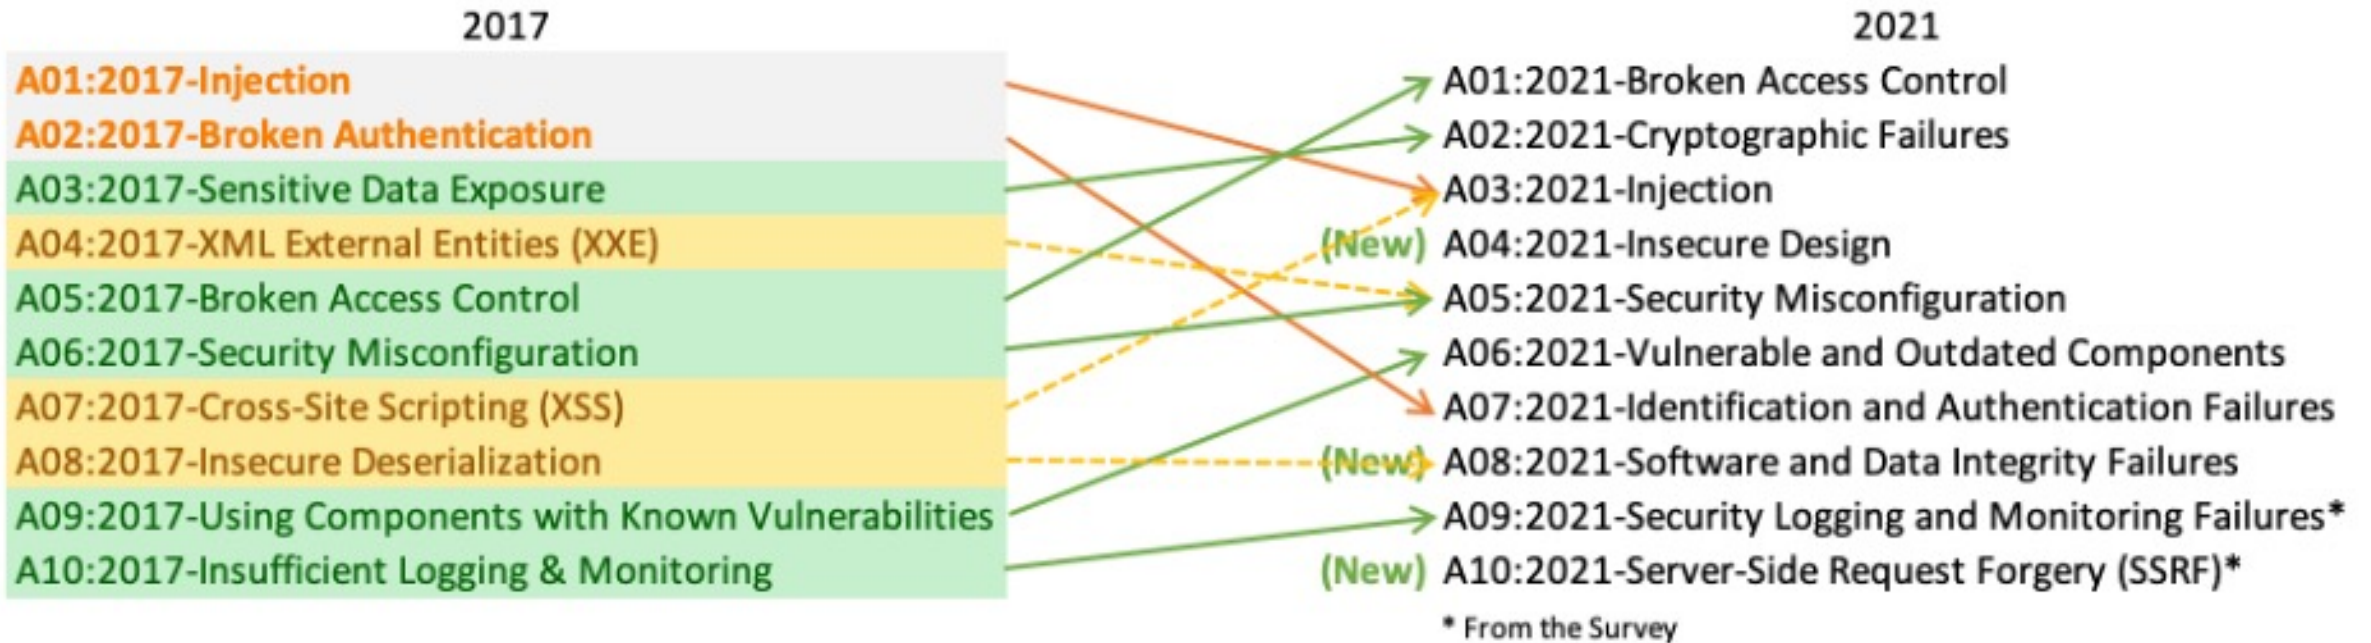 2017
A01:2017-Injection
A02:2017-Broken Authentication
A03:2017-Sensitive Data Exposure
A04:2017-XML External Entities (XXE)
A05:2017-Broken Access Control
A06:2017-Security Misconfiguration
A07:2017-Cross-Site Scripting (XSS)
A08:2017-Insecure Deserialization
A09:2017-Using Components with Known Vulnerabilities
A10:2017-Insufficient Logging & Monitoring
2021
A01:2021-Broken Access Control
A02:2021-Cryptographic Failures
A03:2021-Injection
(New) A04:2021-Insecure Design
A05:2021-Security Misconfiguration
A06:2021-Vulnerable and Outdated Components
A07:2021-Identification and Authentication Failures
(New) A08:2021-Software and Data Integrity Failures
A09:2021-Security Logging and Monitoring Failures*
(New) A10:2021-Server-Side Request Forgery (SSRF)*
* From the Survey